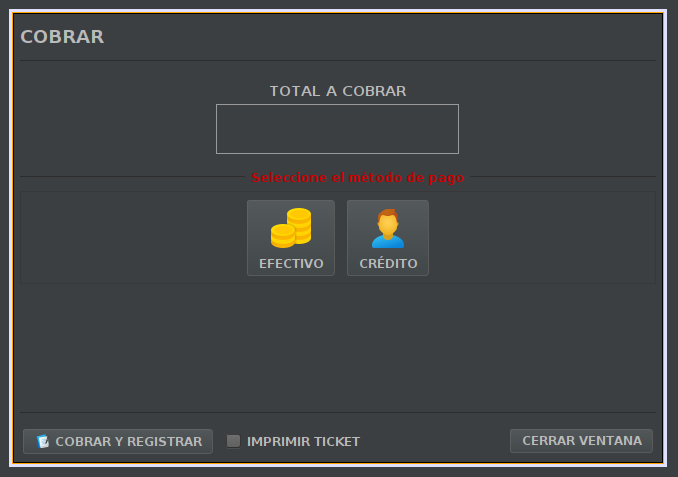 COBRAR
TOTAL A COBRAR
Seleccione el método de pago
EFECTIVO
CRÉDITO
COBRAR Y REGISTRAR
IMPRIMIR TICKET
CERRAR VENTANA